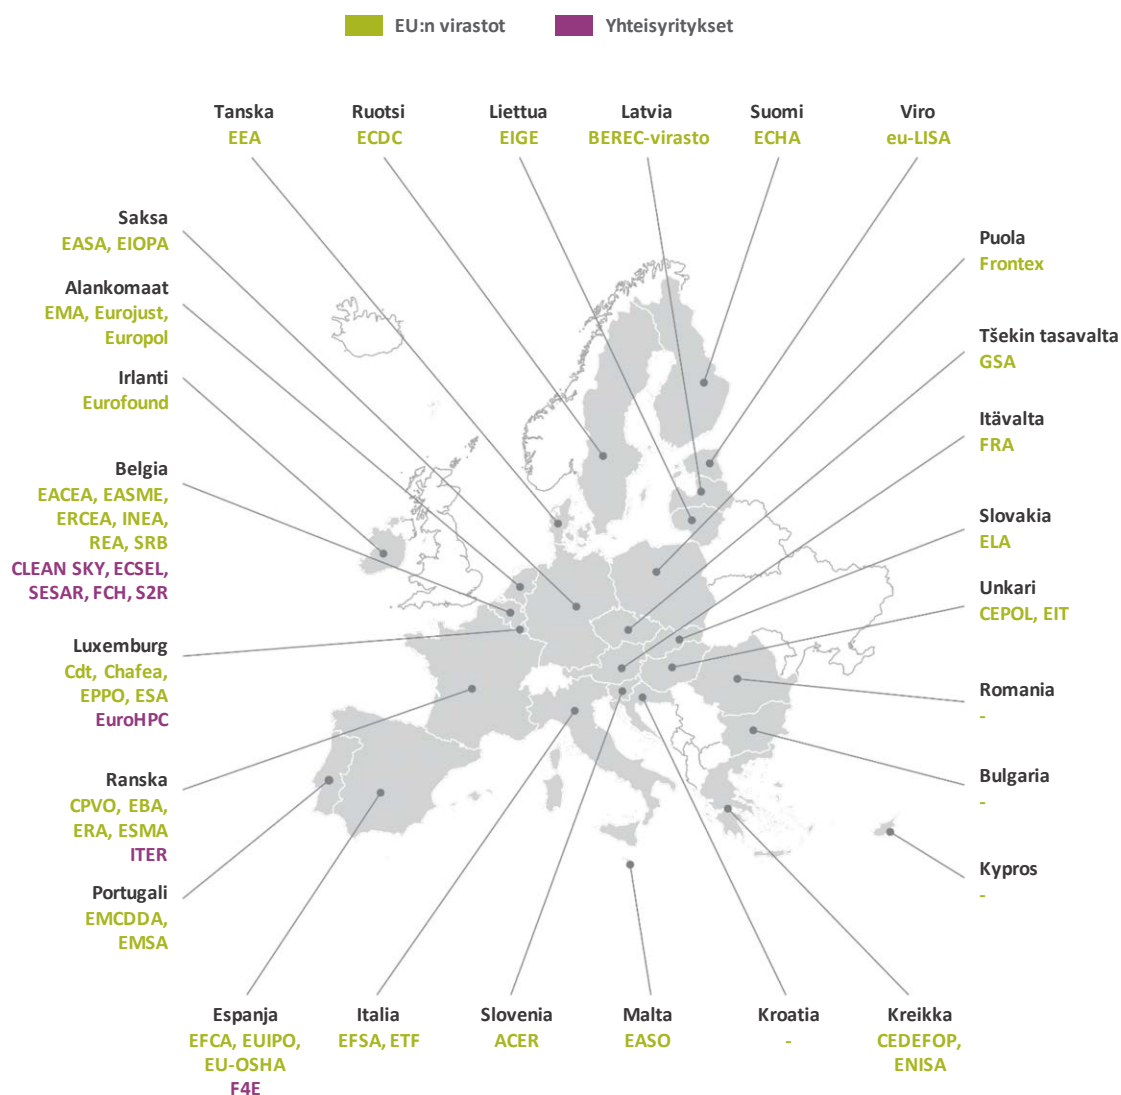 EU:n virastot
Yhteisyritykset
Tanska
EEA
Ruotsi
ECDC
Liettua
EIGE
Latvia
BEREC-virasto
Suomi
ECHA
Viro
eu-LISA
Saksa
EASA, EIOPA
Alankomaat
EMA, Eurojust,
Europol
Irlanti
Eurofound
Belgia
EACEA, EASME,
ERCEA, INEA,
REA, SRB
CLEAN SKY, ECSEL,
SESAR, FCH, S2R
Luxemburg
Cdt, Chafea,
EPPO, ESA
EuroHPC
Ranska
CPVO, EBA,
ERA, ESMA
ITER
Portugali
EMCDDA,
EMSA
Puola
Frontex
Tšekin tasavalta
GSA
Itävalta
FRA
Slovakia
ELA
Unkari
CEPOL, EIT
Romania
-
Bulgaria
-
Kypros
-
Espanja
EFCA, EUIPO,
EU-OSHA
F4E
Italia
EFSA, ETF
Slovenia
ACER
Malta
EASO
Kroatia
-
Kreikka
CEDEFOP,
ENISA